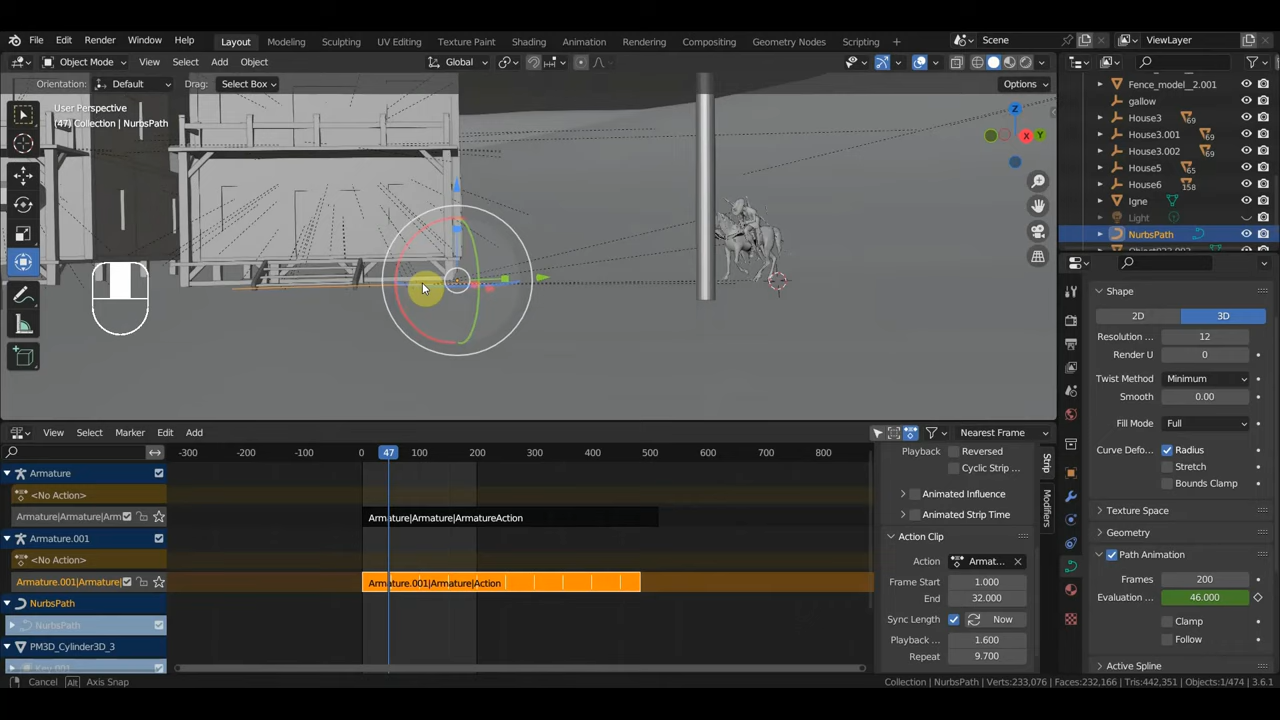 File Edit Render Window Help Layout Modeling Sculpting UV Editing Texture Paint Shading Animation Rendering Compositing Geometry Nodes Scripting + Scene ViewLayer
Object Mode View Select Add Object Global
Orientation: Default Drag: Select Box Options
User Perspective
(47) Collection | NurbsPath
Z
X
Y
Fence_model__2.001
gallow
House3 69
House3.001 69
House3.002 69
House5 65
House6 158
Igne
Light
NurbsPath
Shape
2D 3D
Resolution ... 12
Render U 0
Twist Method Minimum
Smooth 0.00
Fill Mode Full
Curve Defo... Radius
Stretch
Bounds Clamp
Texture Space
Geometry
Path Animation
Frames 200
Evaluation ... 46.000
Clamp
Follow
Active Spline
View Select Marker Edit Add Nearest Frame
-300 -200 -100 0 47 100 200 300 400 500 600 700 800
Armature
<No Action>
Armature|Armature|Arm
Armature|Armature|ArmatureAction
Armature.001
<No Action>
Armature.001|Armature|
Armature.001|Armature|Action
NurbsPath
NurbsPath
PM3D_Cylinder3D_3
Key.001
Playback Reversed
Cyclic Strip ...
Animated Influence
Animated Strip Time
Action Clip
Action Armat...
Frame Start 1.000
End 32.000
Sync Length Now
Playback ... 1.600
Repeat 9.700
Strip
Modifiers
Cancel Alt Axis Snap
Collection | NurbsPath | Verts:233,076 | Faces:232,166 | Tris:442,351 | Objects:1/474 | 3.6.1